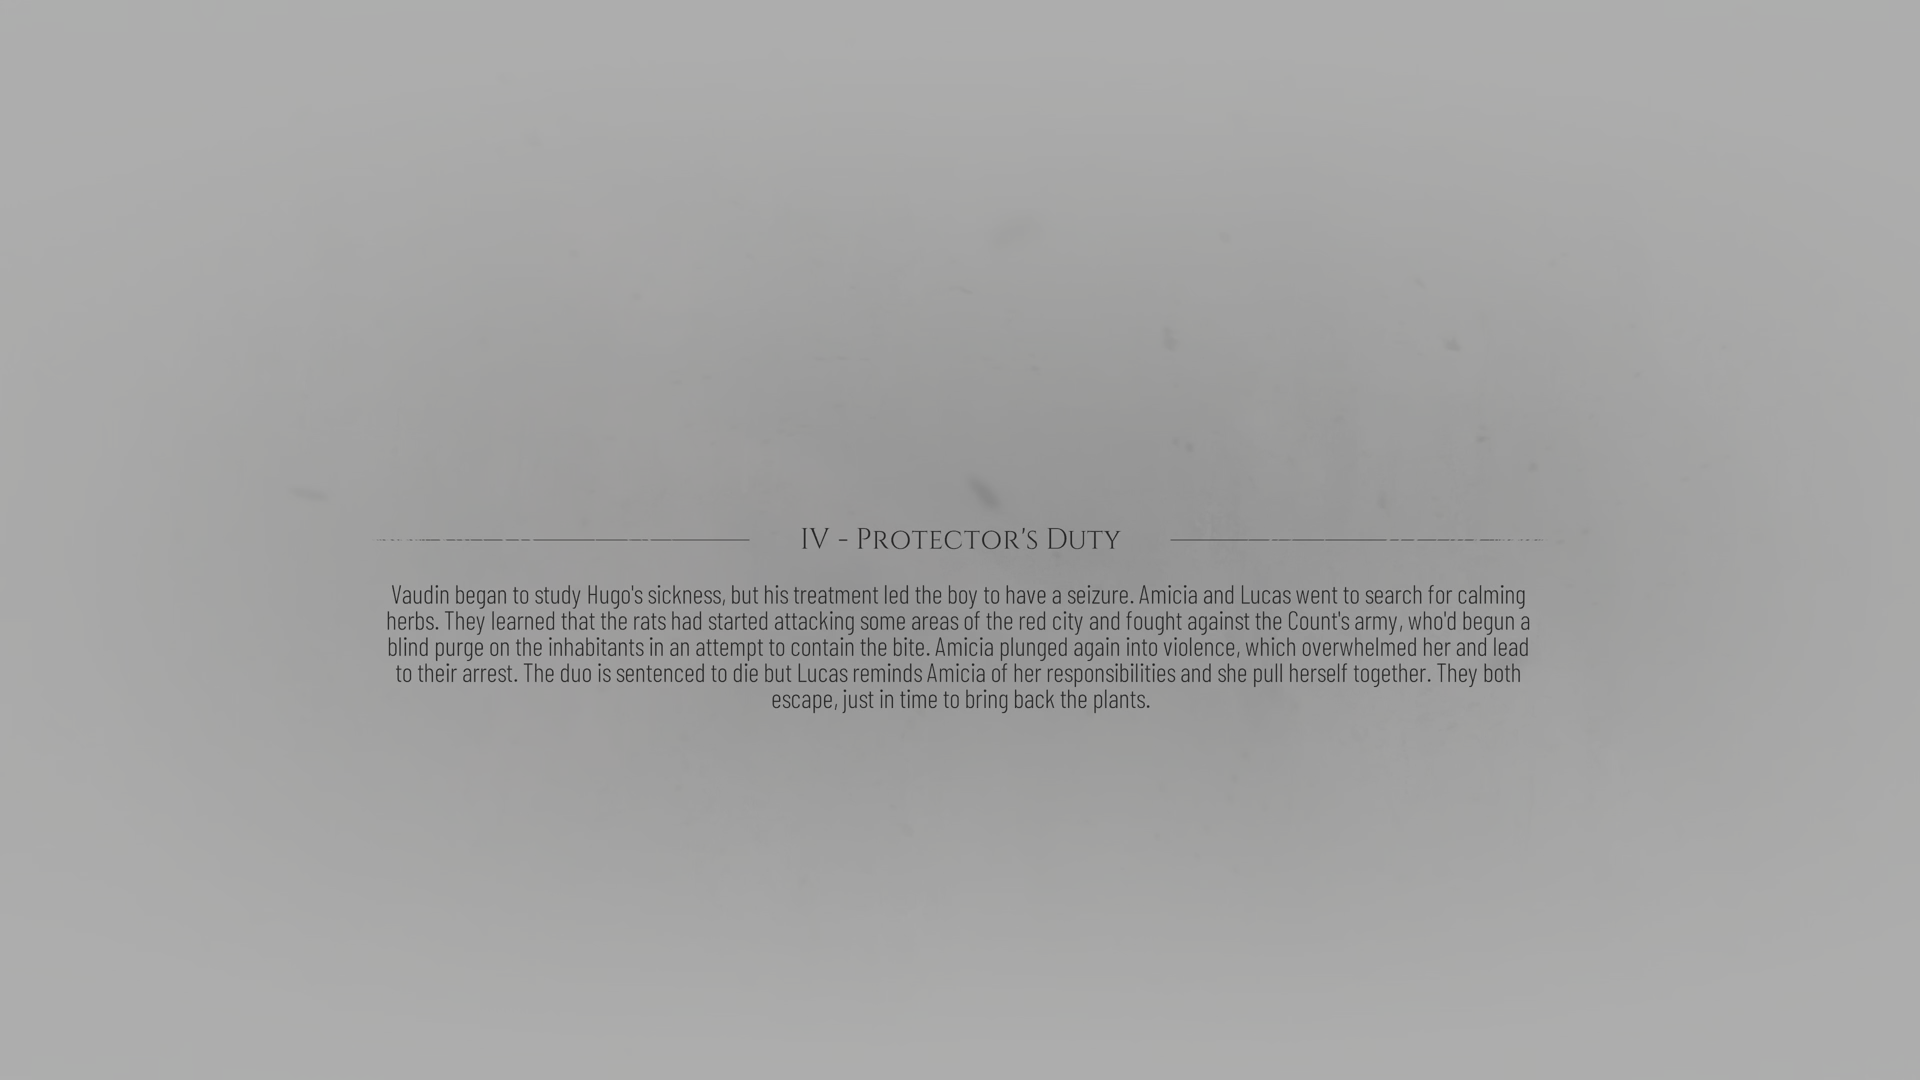 IV - Protector's Duty
Vaudin began to study Hugo's sickness, but his treatment led the boy to have a seizure. Amicia and Lucas went to search for calming
herbs. They learned that the rats had started attacking some areas of the red city and fought against the Count's army, who'd begun a
blind purge on the inhabitants in an attempt to contain the bite. Amicia plunged again into violence, which overwhelmed her and lead
to their arrest. The duo is sentenced to die but Lucas reminds Amicia of her responsibilities and she pull herself together. They both
escape, just in time to bring back the plants.